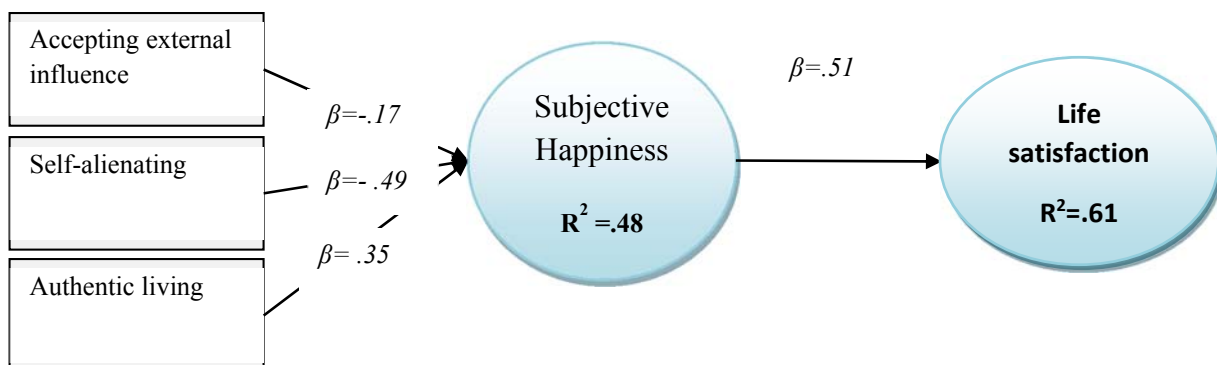 Accepting external
influence
β=-.17
Self-alienating
β=- .49
Authentic living
β= .35
Subjective
Happiness
R² =.48
β=.51
Life
satisfaction
R²=.61